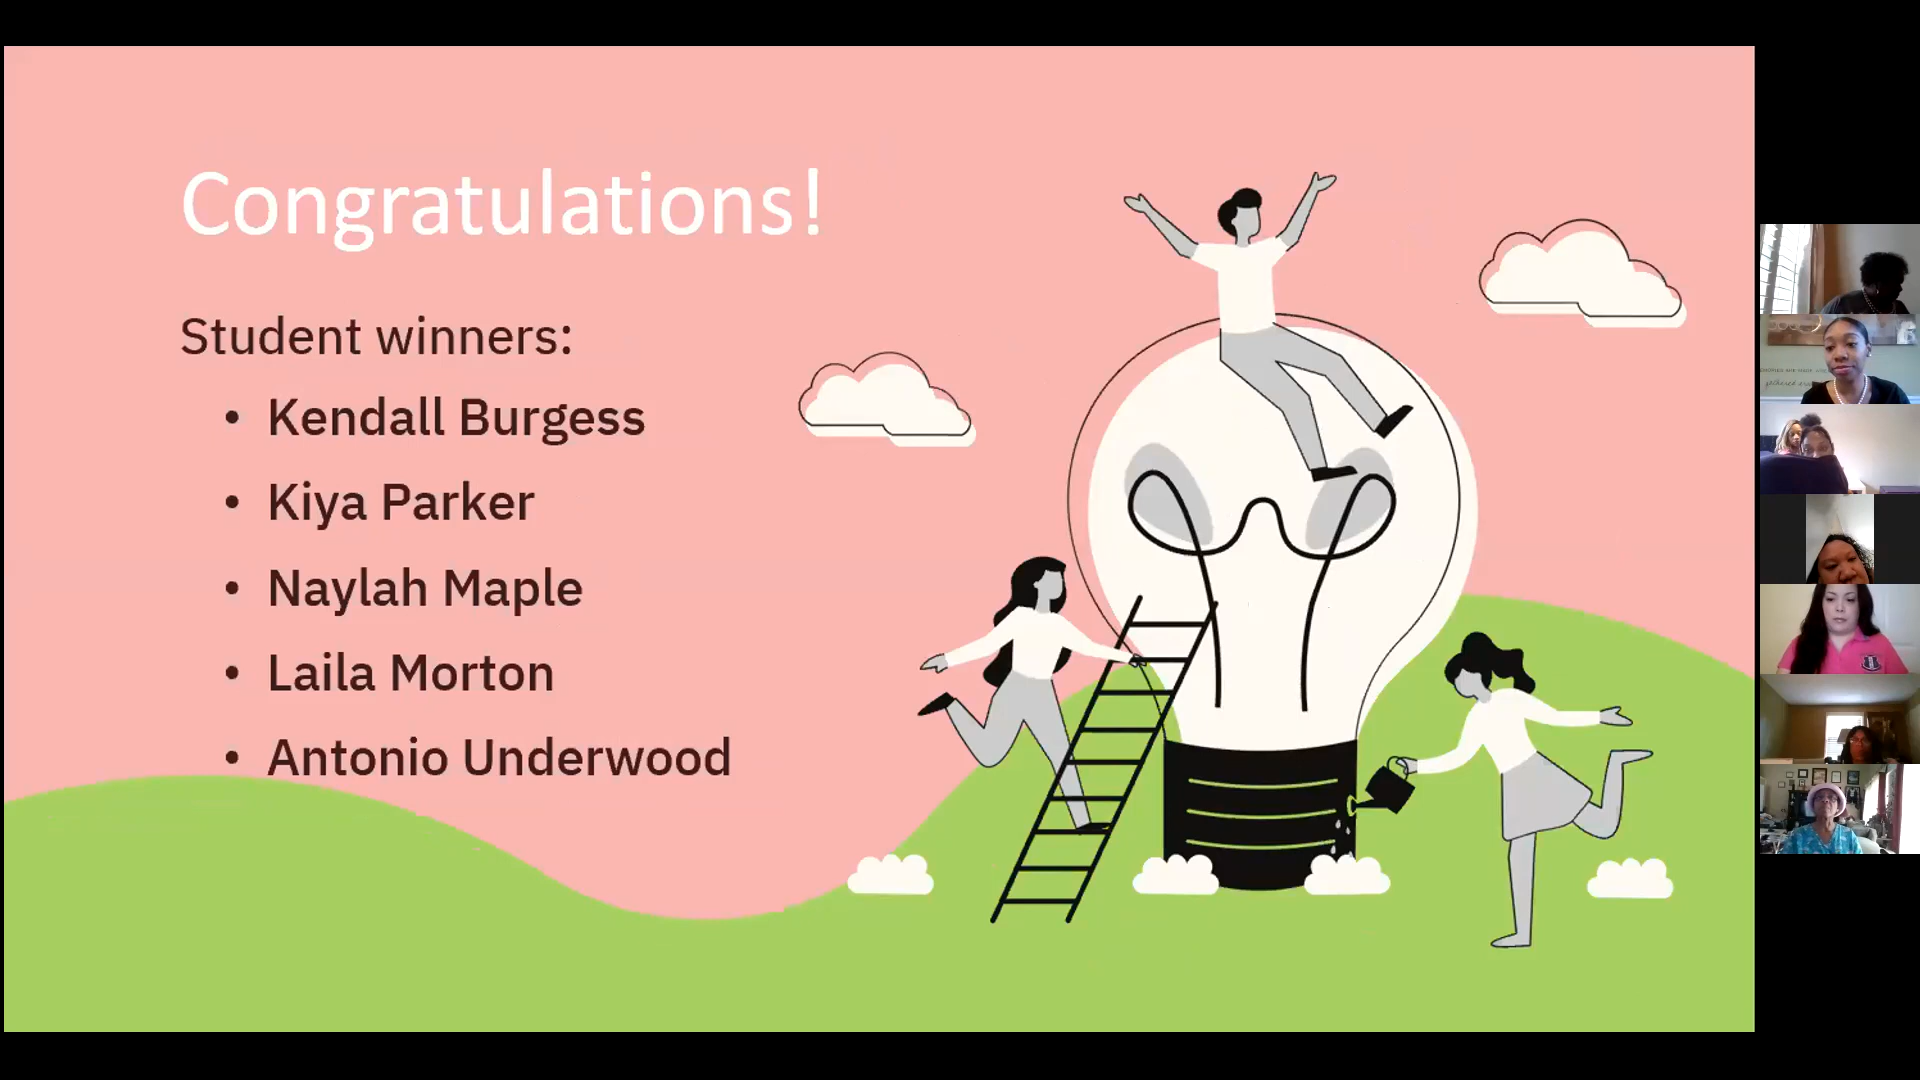 Congratulations!
Student winners:
• Kendall Burgess
• Kiya Parker
• Naylah Maple
• Laila Morton
• Antonio Underwood